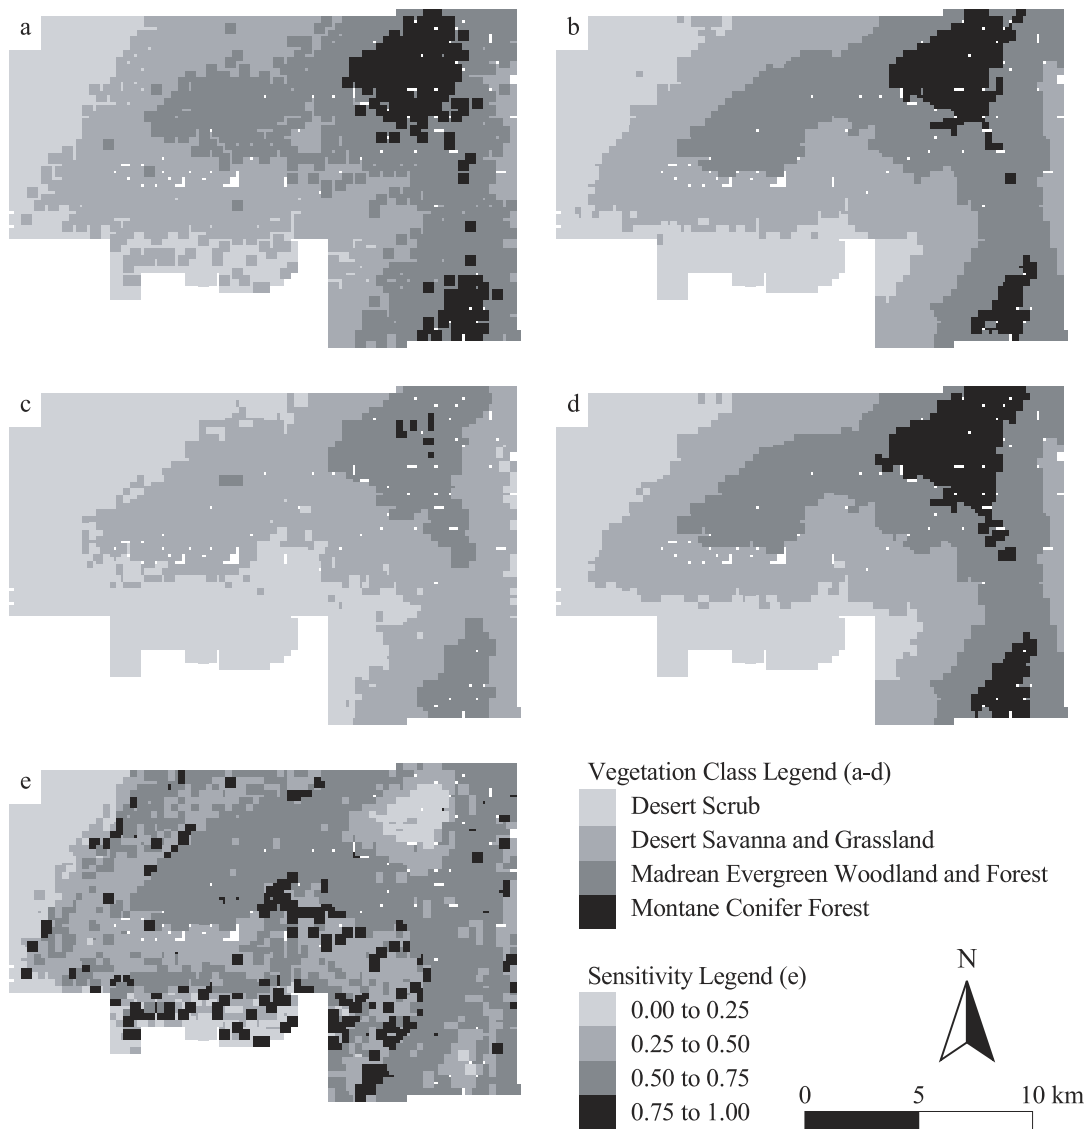 a
b
c
d
e
Vegetation Class Legend (a-d)
Desert Scrub
Desert Savanna and Grassland
Madrean Evergreen Woodland and Forest
Montane Conifer Forest
Sensitivity Legend (e)
0.00 to 0.25
0.25 to 0.50
0.50 to 0.75
0.75 to 1.00
N
0 5 10 km